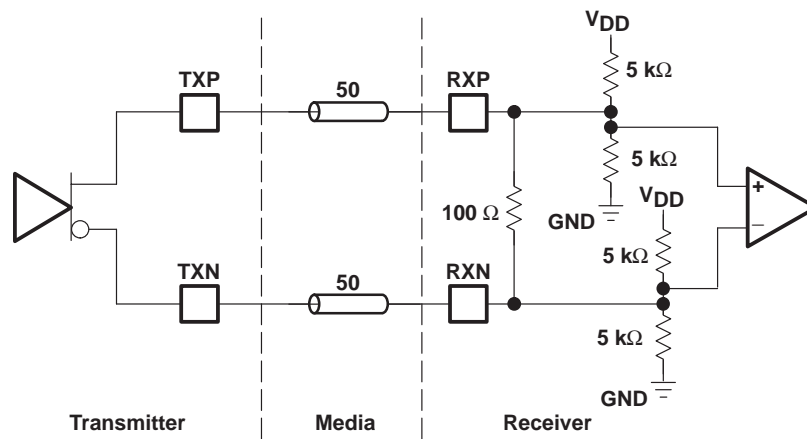 VDD
5 kΩ
TXP
50
RXP
5 kΩ
VDD
+
100 Ω
GND
−
TXN
50
RXN
5 kΩ
5 kΩ
GND
Transmitter
Media
Receiver